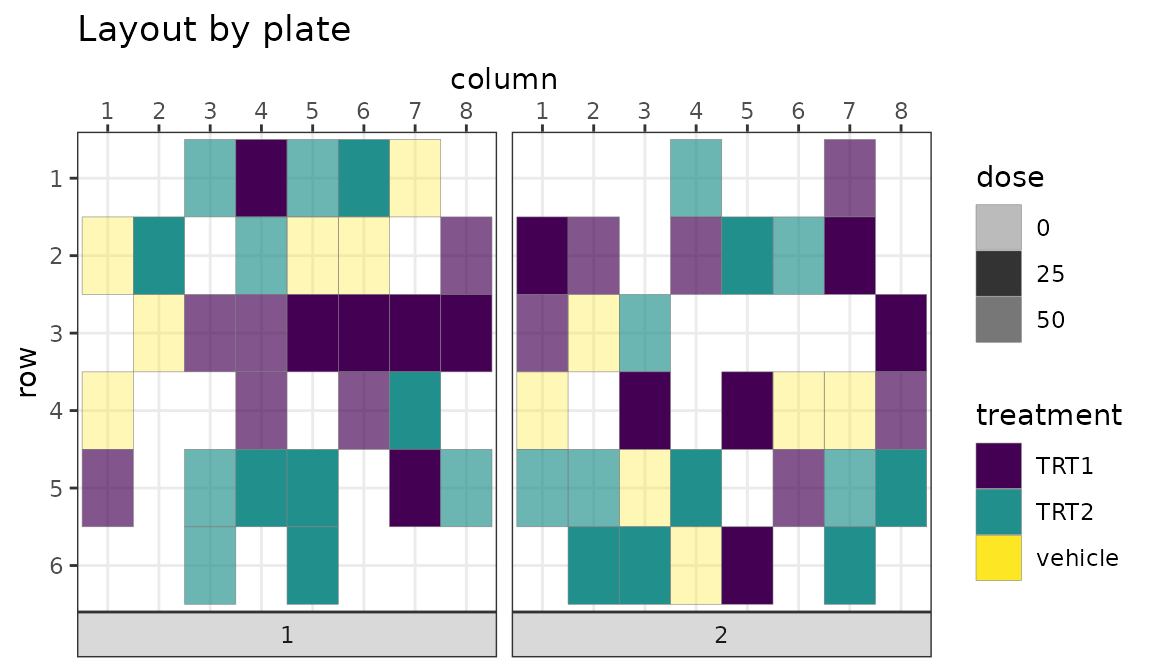 Layout by plate
column
1 2 3 4 5 6 7 8 1 2 3 4 5 6 7 8
row
1
2
3
4
5
6
1 2
dose
0
25
50
treatment
TRT1
TRT2
vehicle